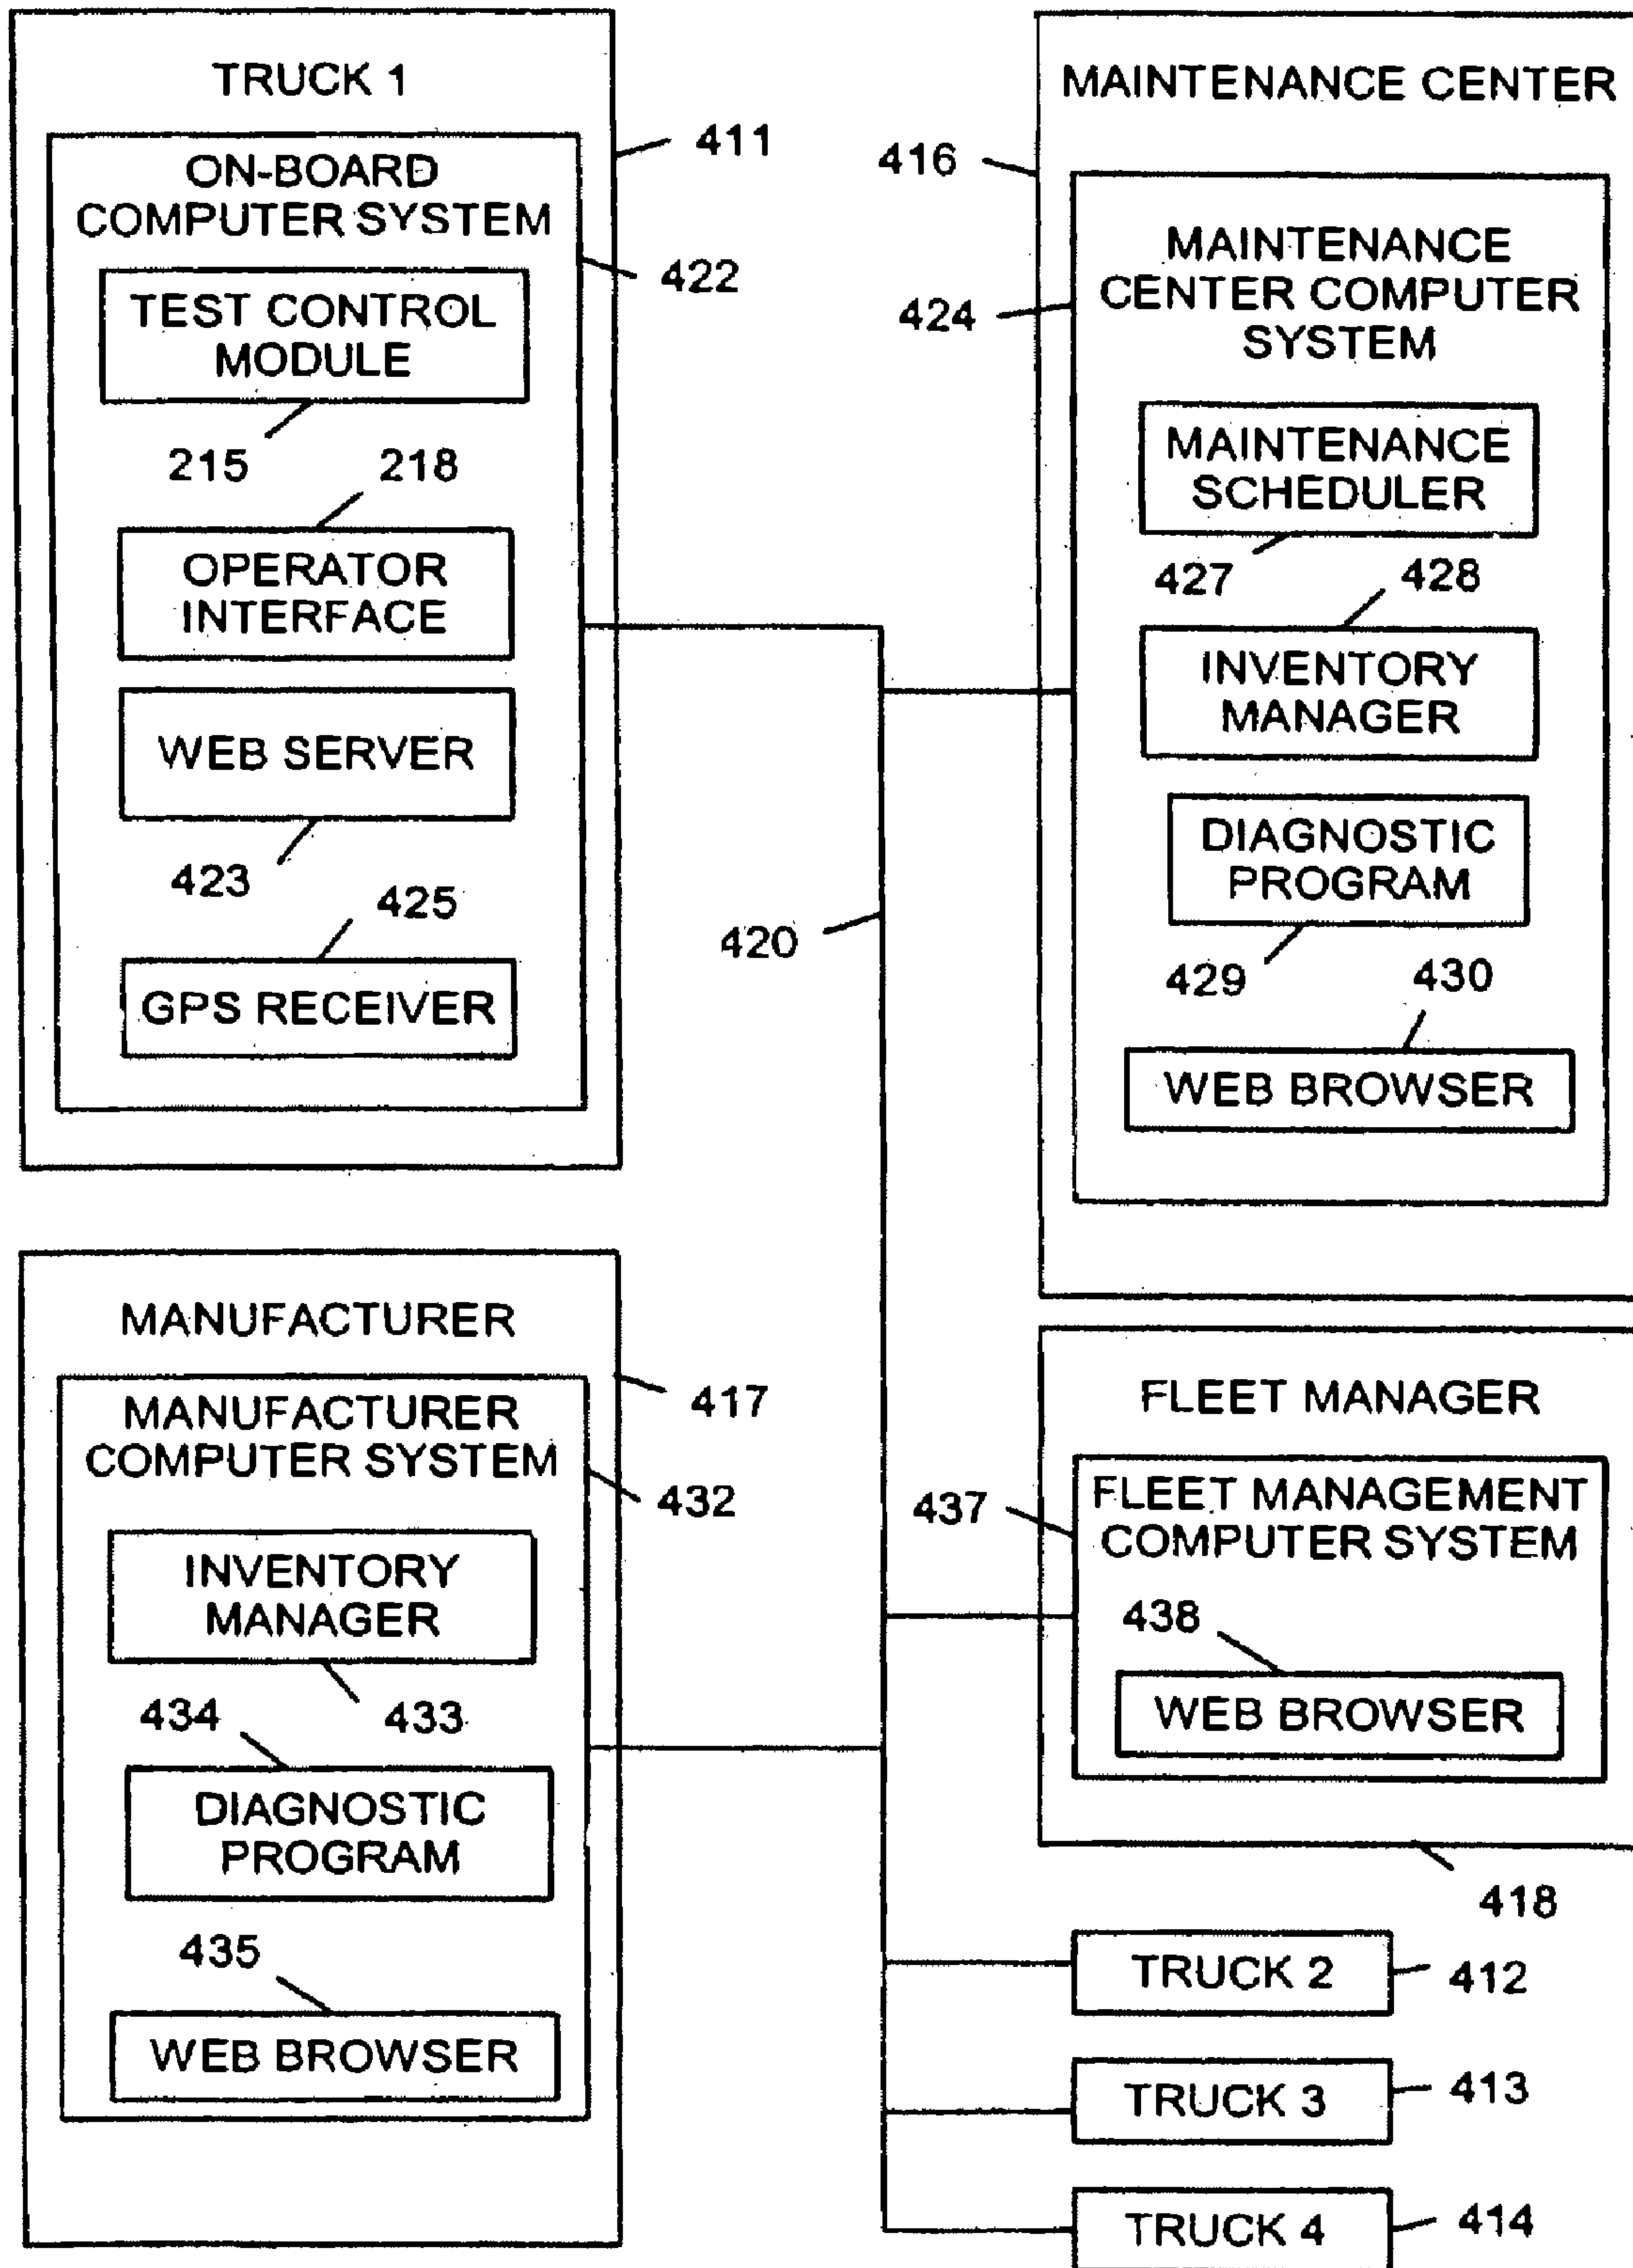 TRUCK 1
411
ON-BOARD
COMPUTER SYSTEM
422
TEST CONTROL
MODULE
215
218
OPERATOR
INTERFACE
WEB SERVER
423
425
GPS RECEIVER
420
MAINTENANCE CENTER
416
424
MAINTENANCE
CENTER COMPUTER
SYSTEM
MAINTENANCE
SCHEDULER
427
428
INVENTORY
MANAGER
DIAGNOSTIC
PROGRAM
429
430
WEB BROWSER
MANUFACTURER
417
MANUFACTURER
COMPUTER SYSTEM
432
INVENTORY
MANAGER
434
433
DIAGNOSTIC
PROGRAM
435
WEB BROWSER
FLEET MANAGER
437
FLEET MANAGEMENT
COMPUTER SYSTEM
438
WEB BROWSER
418
TRUCK 2
412
TRUCK 3
413
TRUCK 4
414